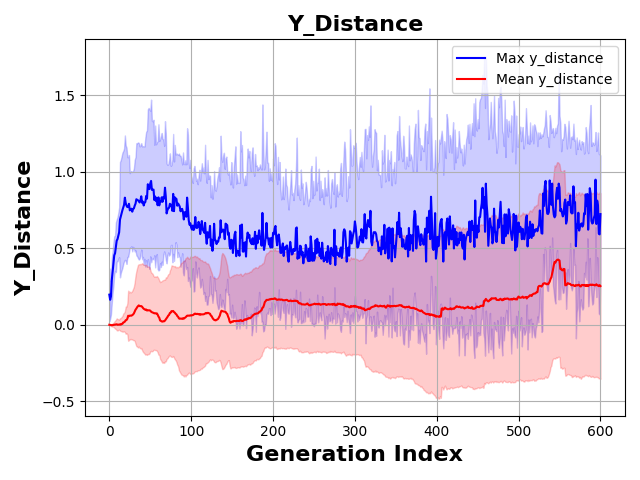 Y_Distance
Max y_distance
Mean y_distance
Y_Distance
1.5
1.0
0.5
0.0
−0.5
0 100 200 300 400 500 600
Generation Index